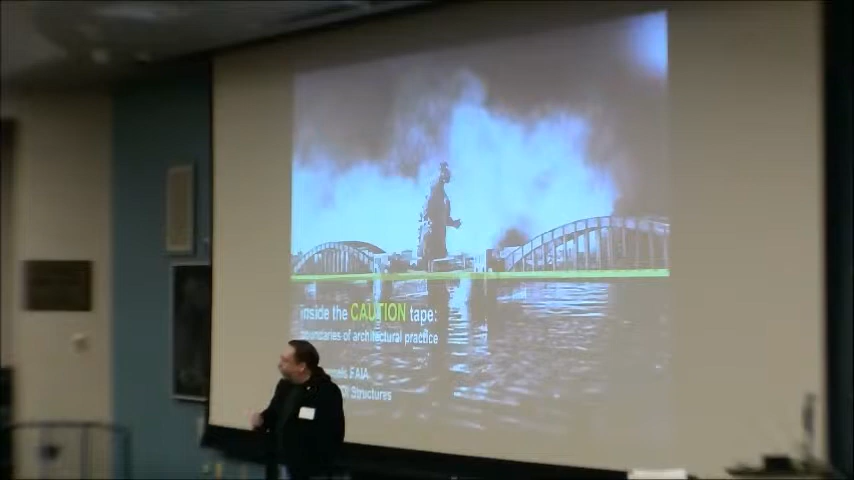 inside the CAUTION tape:
boundaries of architectural practice
FAIA
Structures